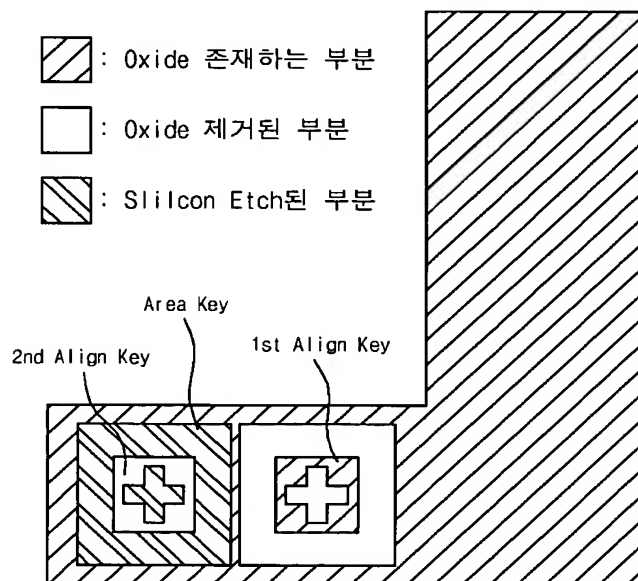 : Oxide 존재하는 부분
: Oxide 제거된 부분
: Slilcon Etch된 부분
Area Key
1st Align Key
2nd Align Key